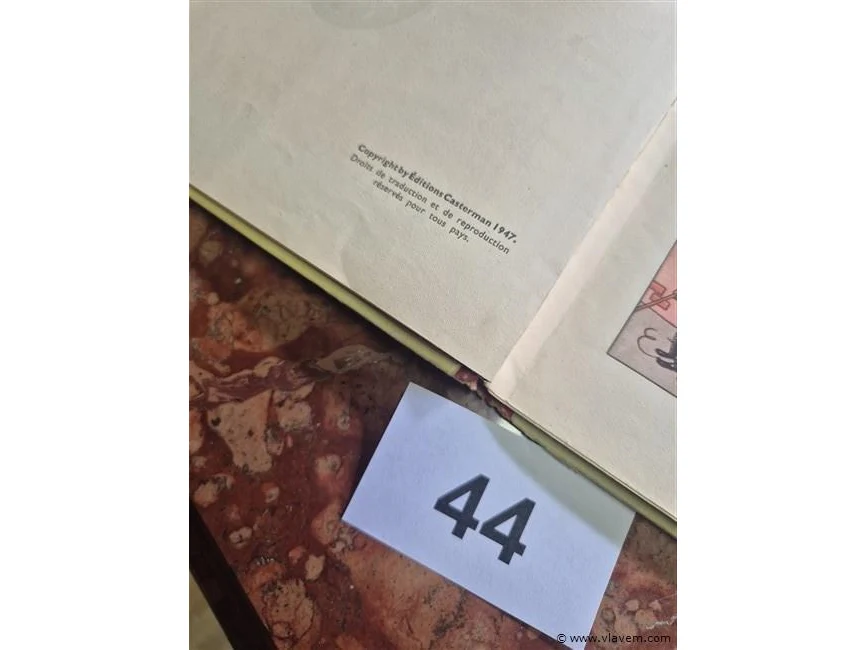 Copyright by Éditions Casterman 1947.
Droits de traduction et de reproduction
réservés pour tous pays.
44
© www.vlavem.com